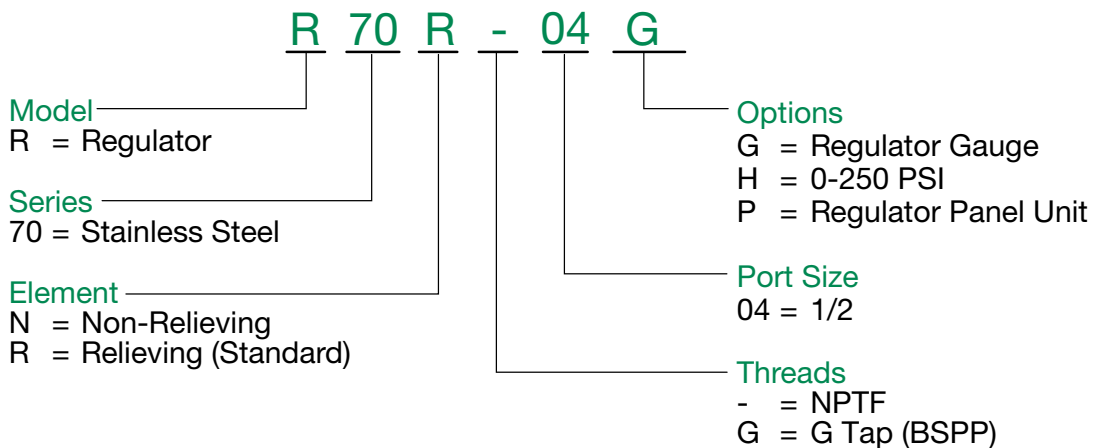 R 70 R - 04 G
Model
R = Regulator
Series
70 = Stainless Steel
Element
N = Non-Relieving
R = Relieving (Standard)
Options
G = Regulator Gauge
H = 0-250 PSI
P = Regulator Panel Unit
Port Size
04 = 1/2
Threads
- = NPTF
G = G Tap (BSPP)